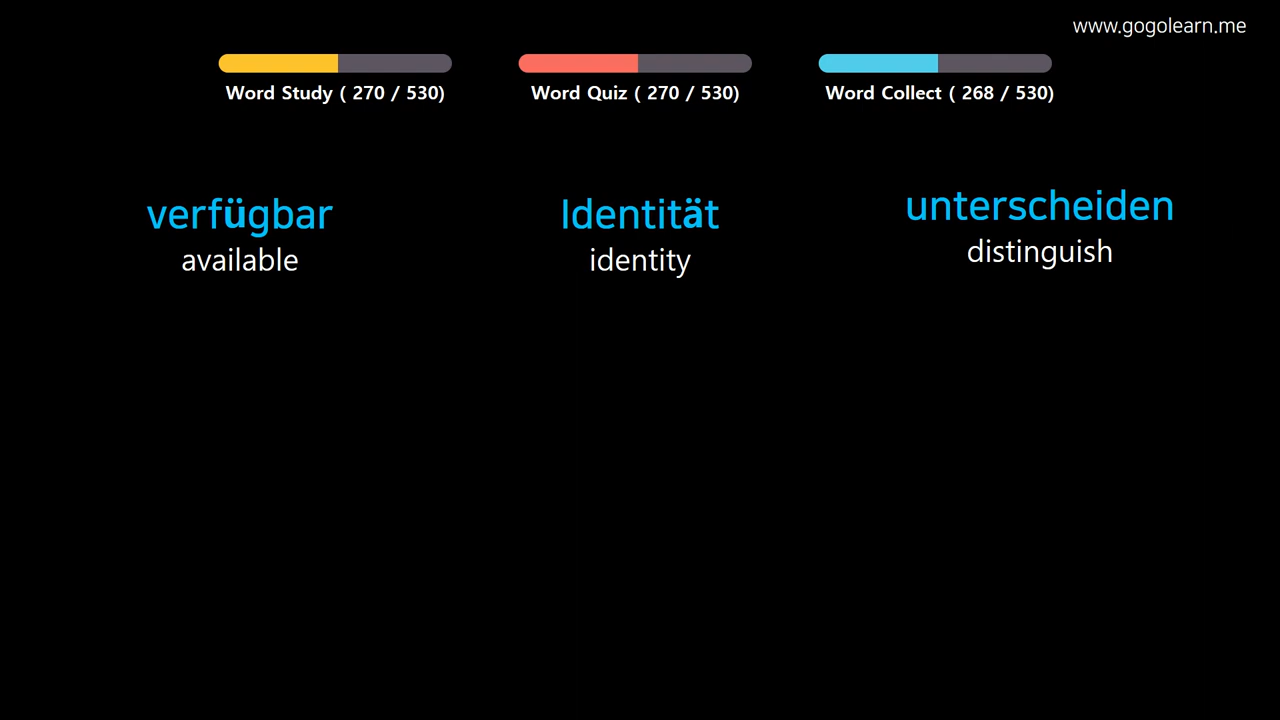 www.gogolearn.me
Word Study ( 270 / 530)
Word Quiz ( 270 / 530)
Word Collect ( 268 / 530)
verfügbar
available
Identität
identity
unterscheiden
distinguish